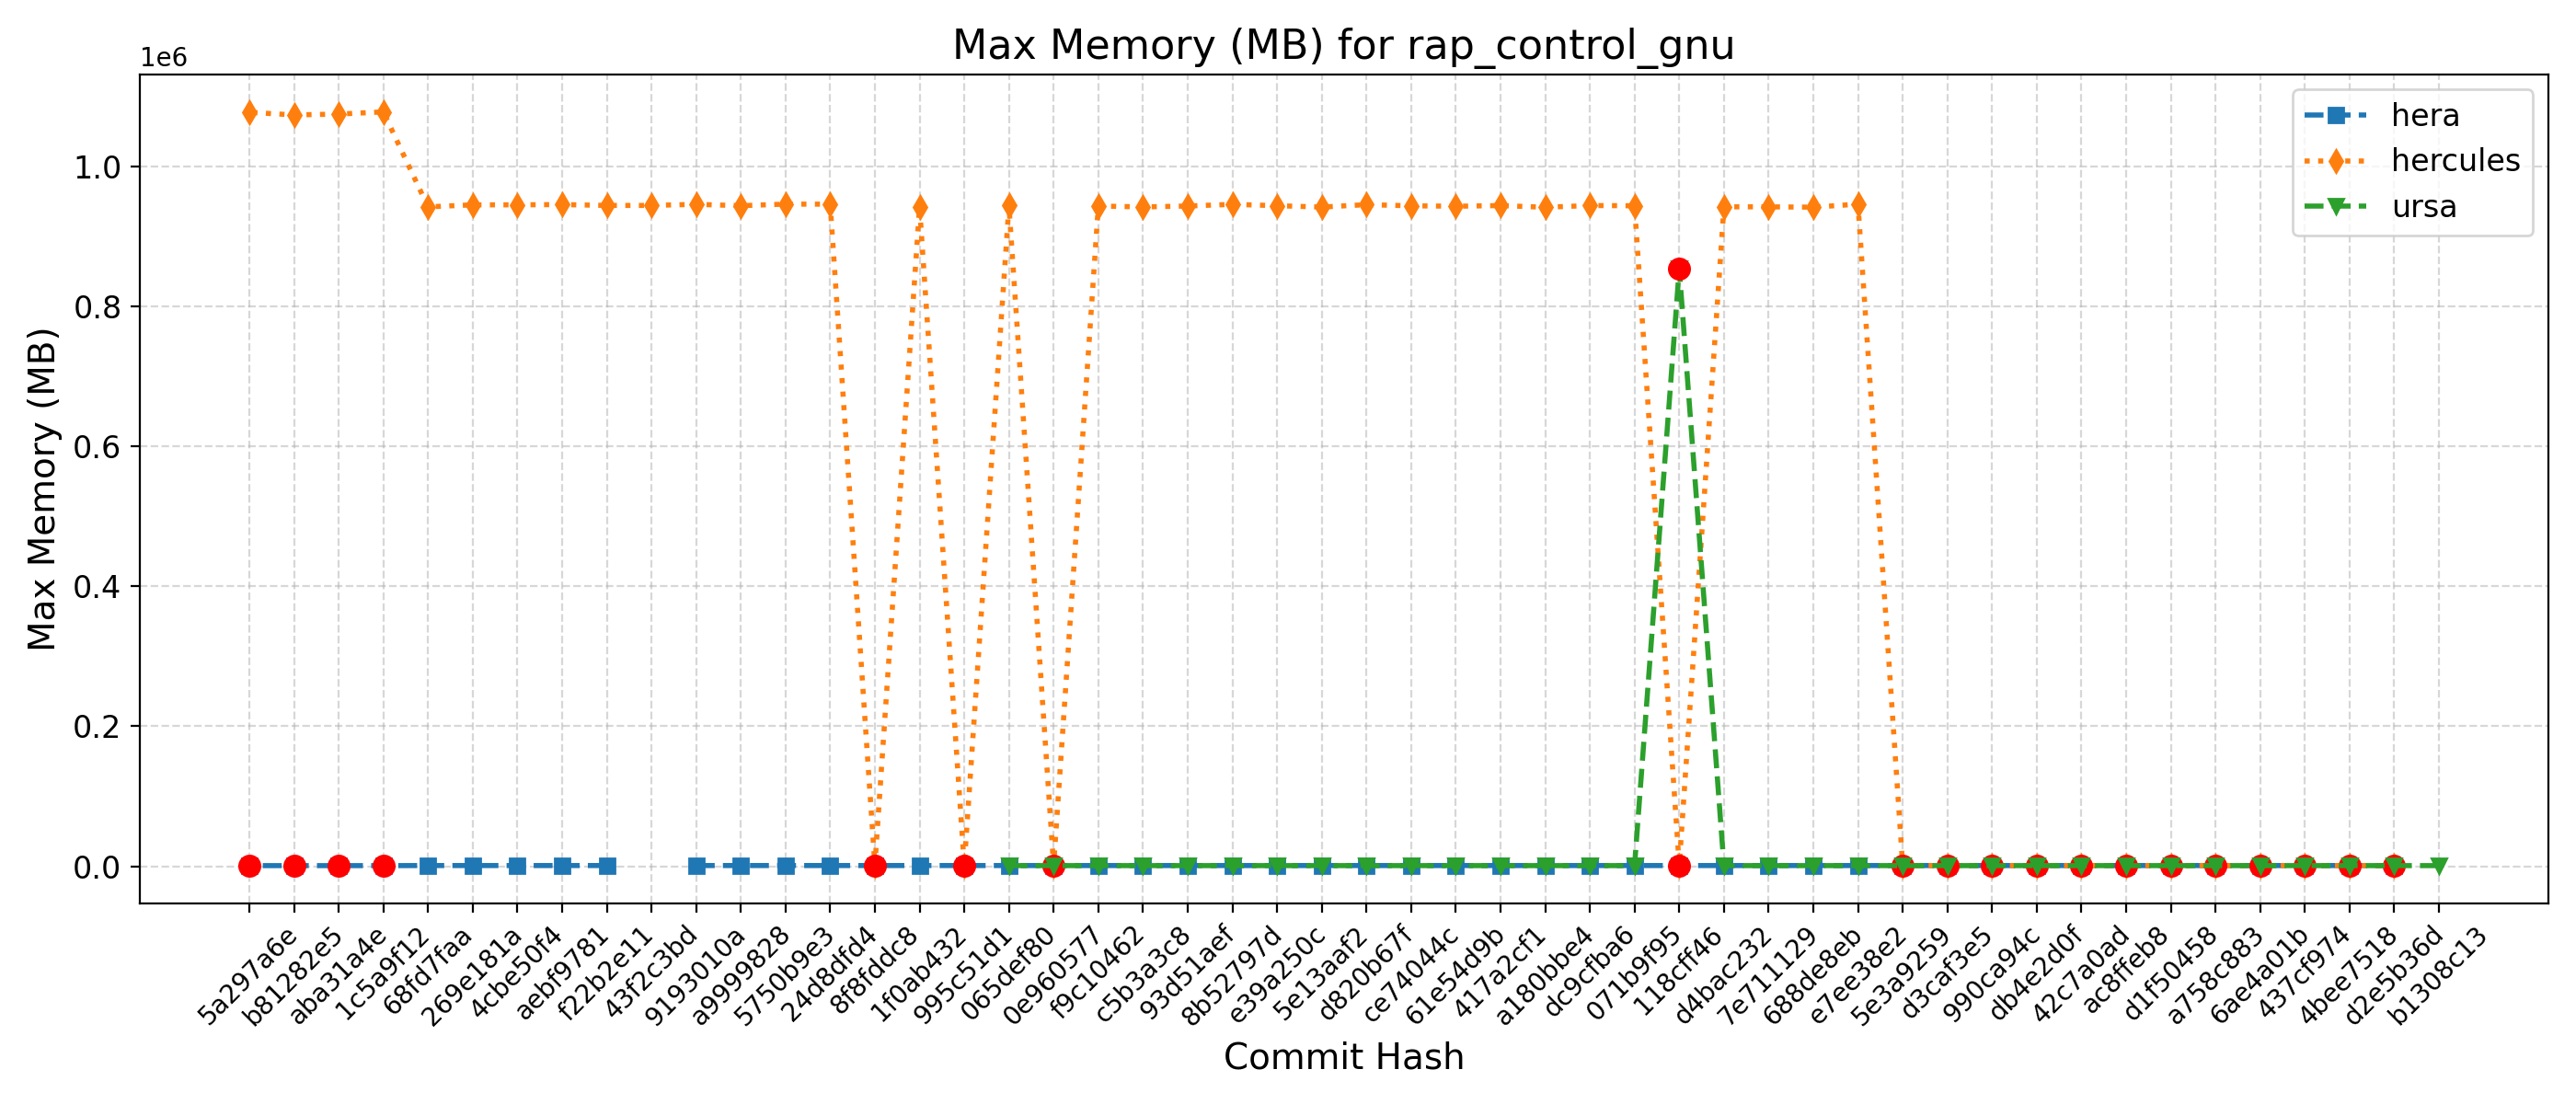 Max Memory (MB) for rap_control_gnu
1e6
hera
hercules
ursa
1.0
0.8
0.6
0.4
0.2
0.0
Max Memory (MB)
5a297a6e
b81282e5
aba31a4e
1c5a9f12
68fd7faa
269e181a
4cbe50f4
aebf9781
f22b2e11
43f2c3bd
9193010a
a9999828
5750b9e3
24d8dfd4
8f8fddc8
1f0ab432
995c51d1
065def80
0e960577
f9c10462
c5b3a3c8
93d51aef
8b52797d
e39a250c
5e13aaf2
d820b67f
ce74044c
61e54d9b
417a2cf1
a180bbe4
dc9cfba6
071b9f95
118cff46
d4bac232
7e711129
688de8eb
e7ee38e2
5e3a9259
d3caf3e5
990ca94c
db4e2d0f
42c7a0ad
ac8ffeb8
d1f50458
a758c883
6ae4a01b
437cf974
4bee7518
d2e5b36d
b1308c13
Commit Hash